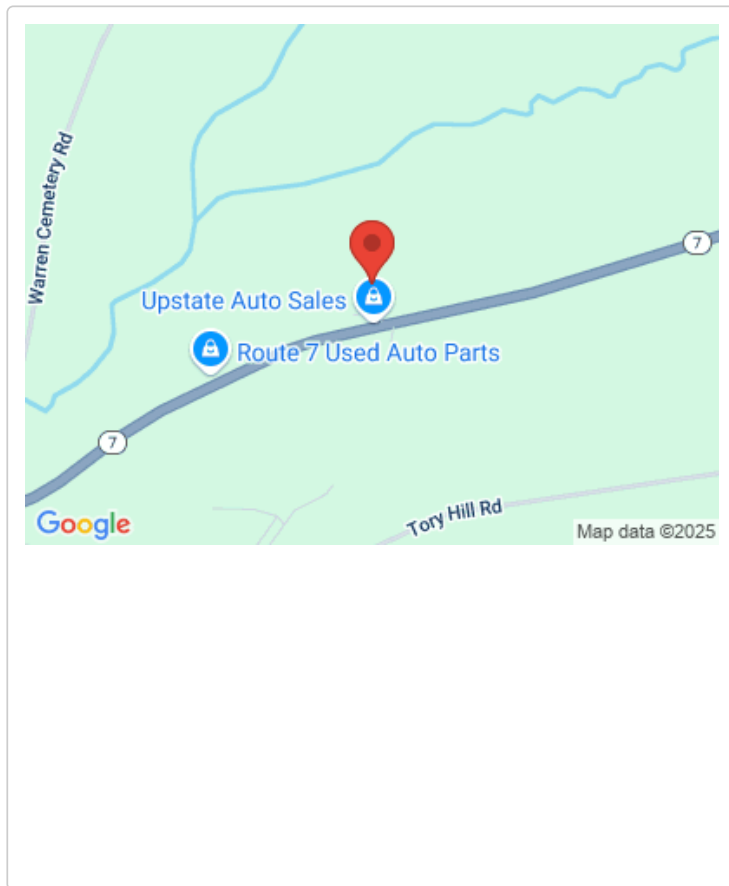 Warren Cemetery Rd
7
Upstate Auto Sales
Route 7 Used Auto Parts
7
Tory Hill Rd
Google
Map data ©2025